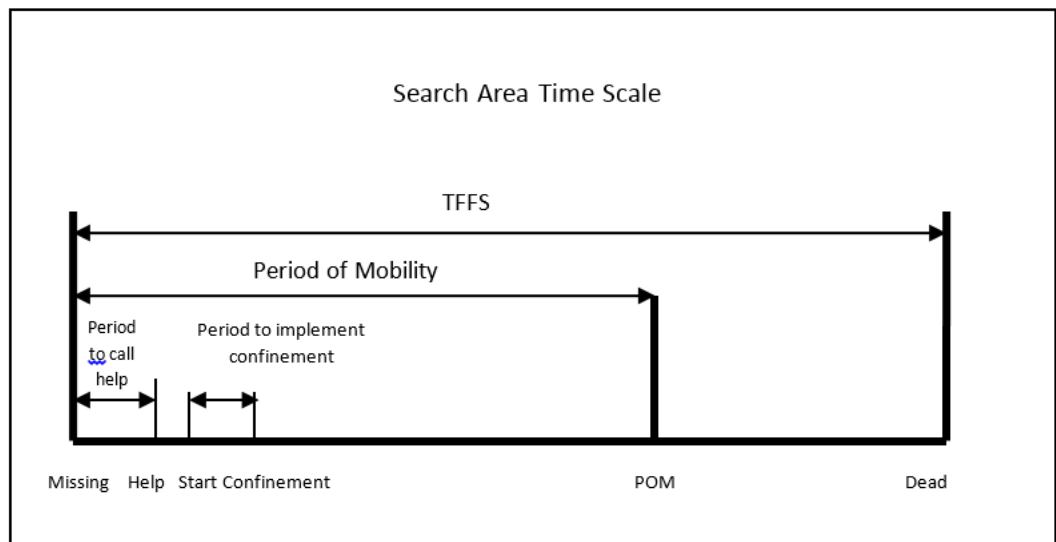 Search Area Time Scale
TFFS
Period of Mobility
Period
to call
help
Period to implement
confinement
Missing Help Start Confinement POM Dead